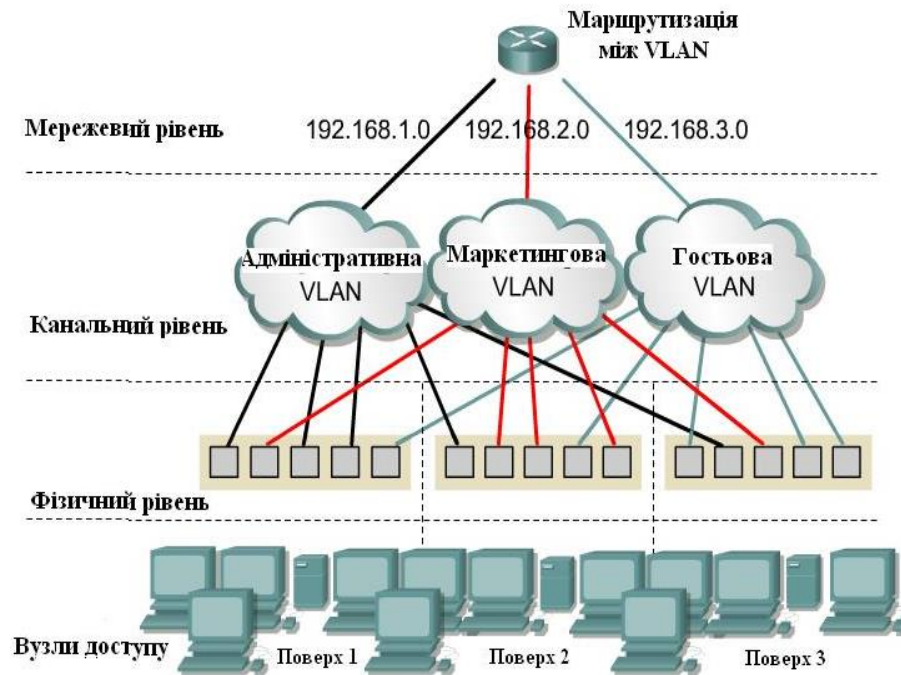 Маршрутизація
між VLAN
Мережевий рівень
192.168.1.0
192.168.2.0
192.168.3.0
Адміністративна
VLAN
Маркетингова
VLAN
Гостьова
VLAN
Канальний рівень
Фізичний рівень
Вузли доступу
Поверх 1
Поверх 2
Поверх 3